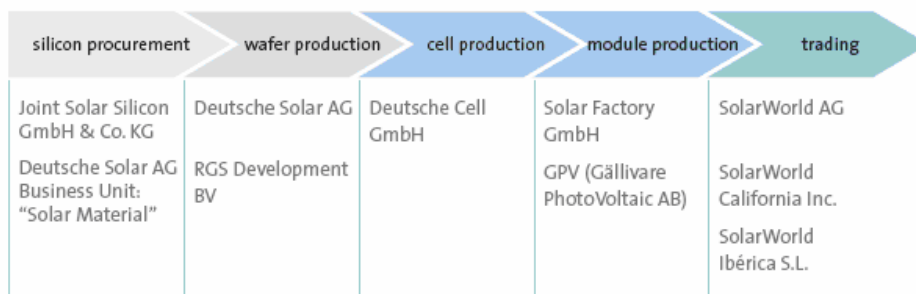 silicon procurement
wafer production
cell production
module production
trading
Joint Solar Silicon
GmbH & Co. KG
Deutsche Solar AG
Business Unit:
“Solar Material”
Deutsche Solar AG
RGS Development
BV
Deutsche Cell
GmbH
Solar Factory
GmbH
GPV (Gällivare
PhotoVoltaic AB)
SolarWorld AG
SolarWorld
California Inc.
SolarWorld
Ibérica S.L.